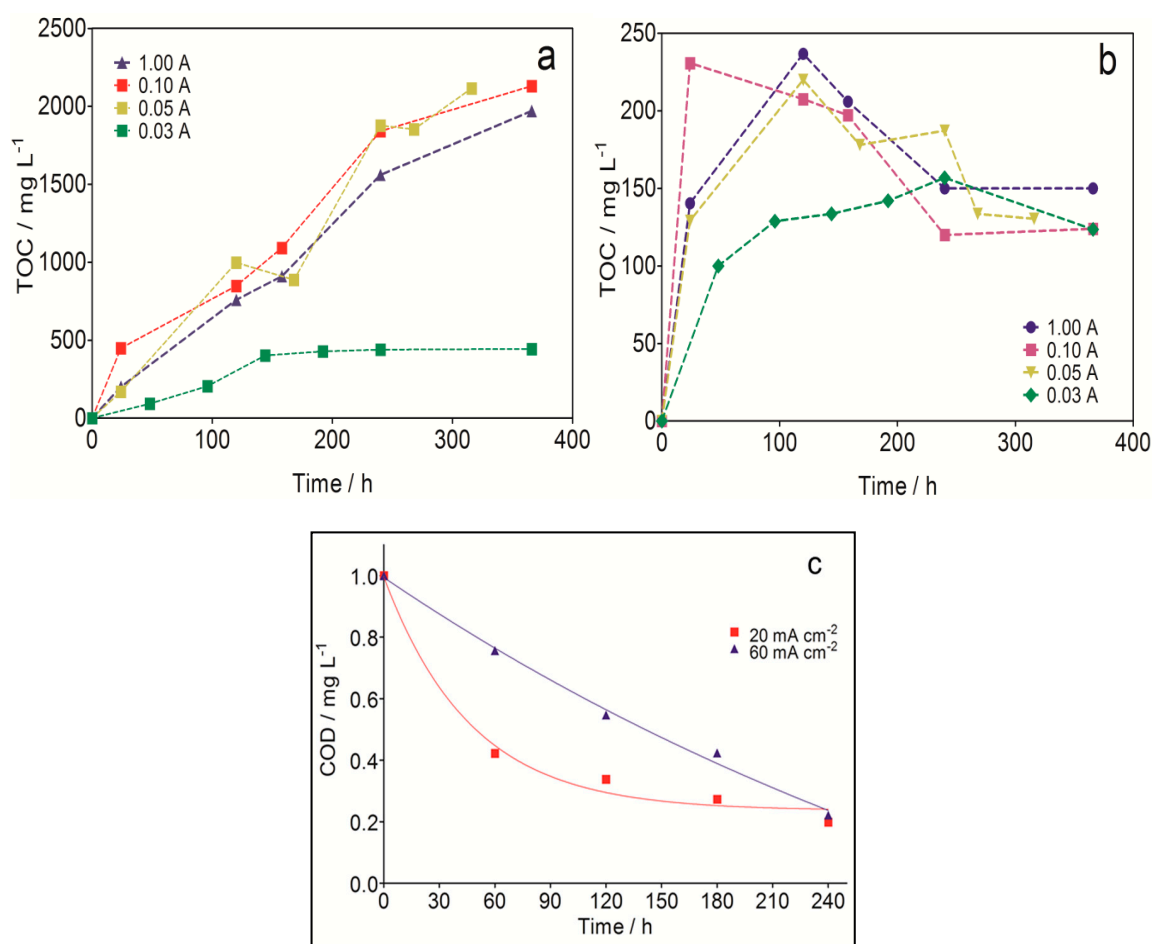 a
1.00 A
0.10 A
0.05 A
0.03 A
TOC / mg L⁻¹
2500
2000
1500
1000
500
0
0 100 200 300 400
Time / h
b
TOC / mg L⁻¹
250
200
150
100
50
0
1.00 A
0.10 A
0.05 A
0.03 A
0 100 200 300 400
Time / h
c
20 mA cm⁻²
60 mA cm⁻²
COD / mg L⁻¹
1.0
0.8
0.6
0.4
0.2
0.0
0 30 60 90 120 150 180 210 240
Time / h